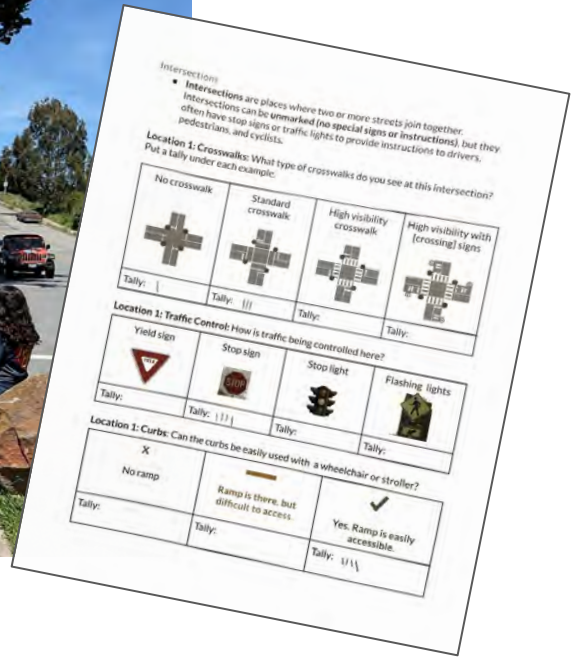 Intersections
• Intersections are places where two or more streets join together.
Intersections can be unmarked (no special signs or instructions), but they
often have stop signs or traffic lights to provide instructions to drivers,
pedestrians, and cyclists.
Location 1: Crosswalks: What type of crosswalks do you see at this intersection?
Put a tally under each example.
No crosswalk
Standard
crosswalk
High visibility
crosswalk
High visibility with
[crossing] signs
Tally: |
Tally: |||
Tally:
Tally:
Location 1: Traffic Control: How is traffic being controlled here?
Yield sign
Stop sign
Stop light
Flashing lights
YIELD
STOP
Tally:
Tally: ||||
Tally:
Tally:
Location 1: Curbs: Can the curbs be easily used with a wheelchair or stroller?
X
No ramp
Ramp is there, but
difficult to access
✓
Yes. Ramp is easily
accessible.
Tally:
Tally:
Tally: ||||